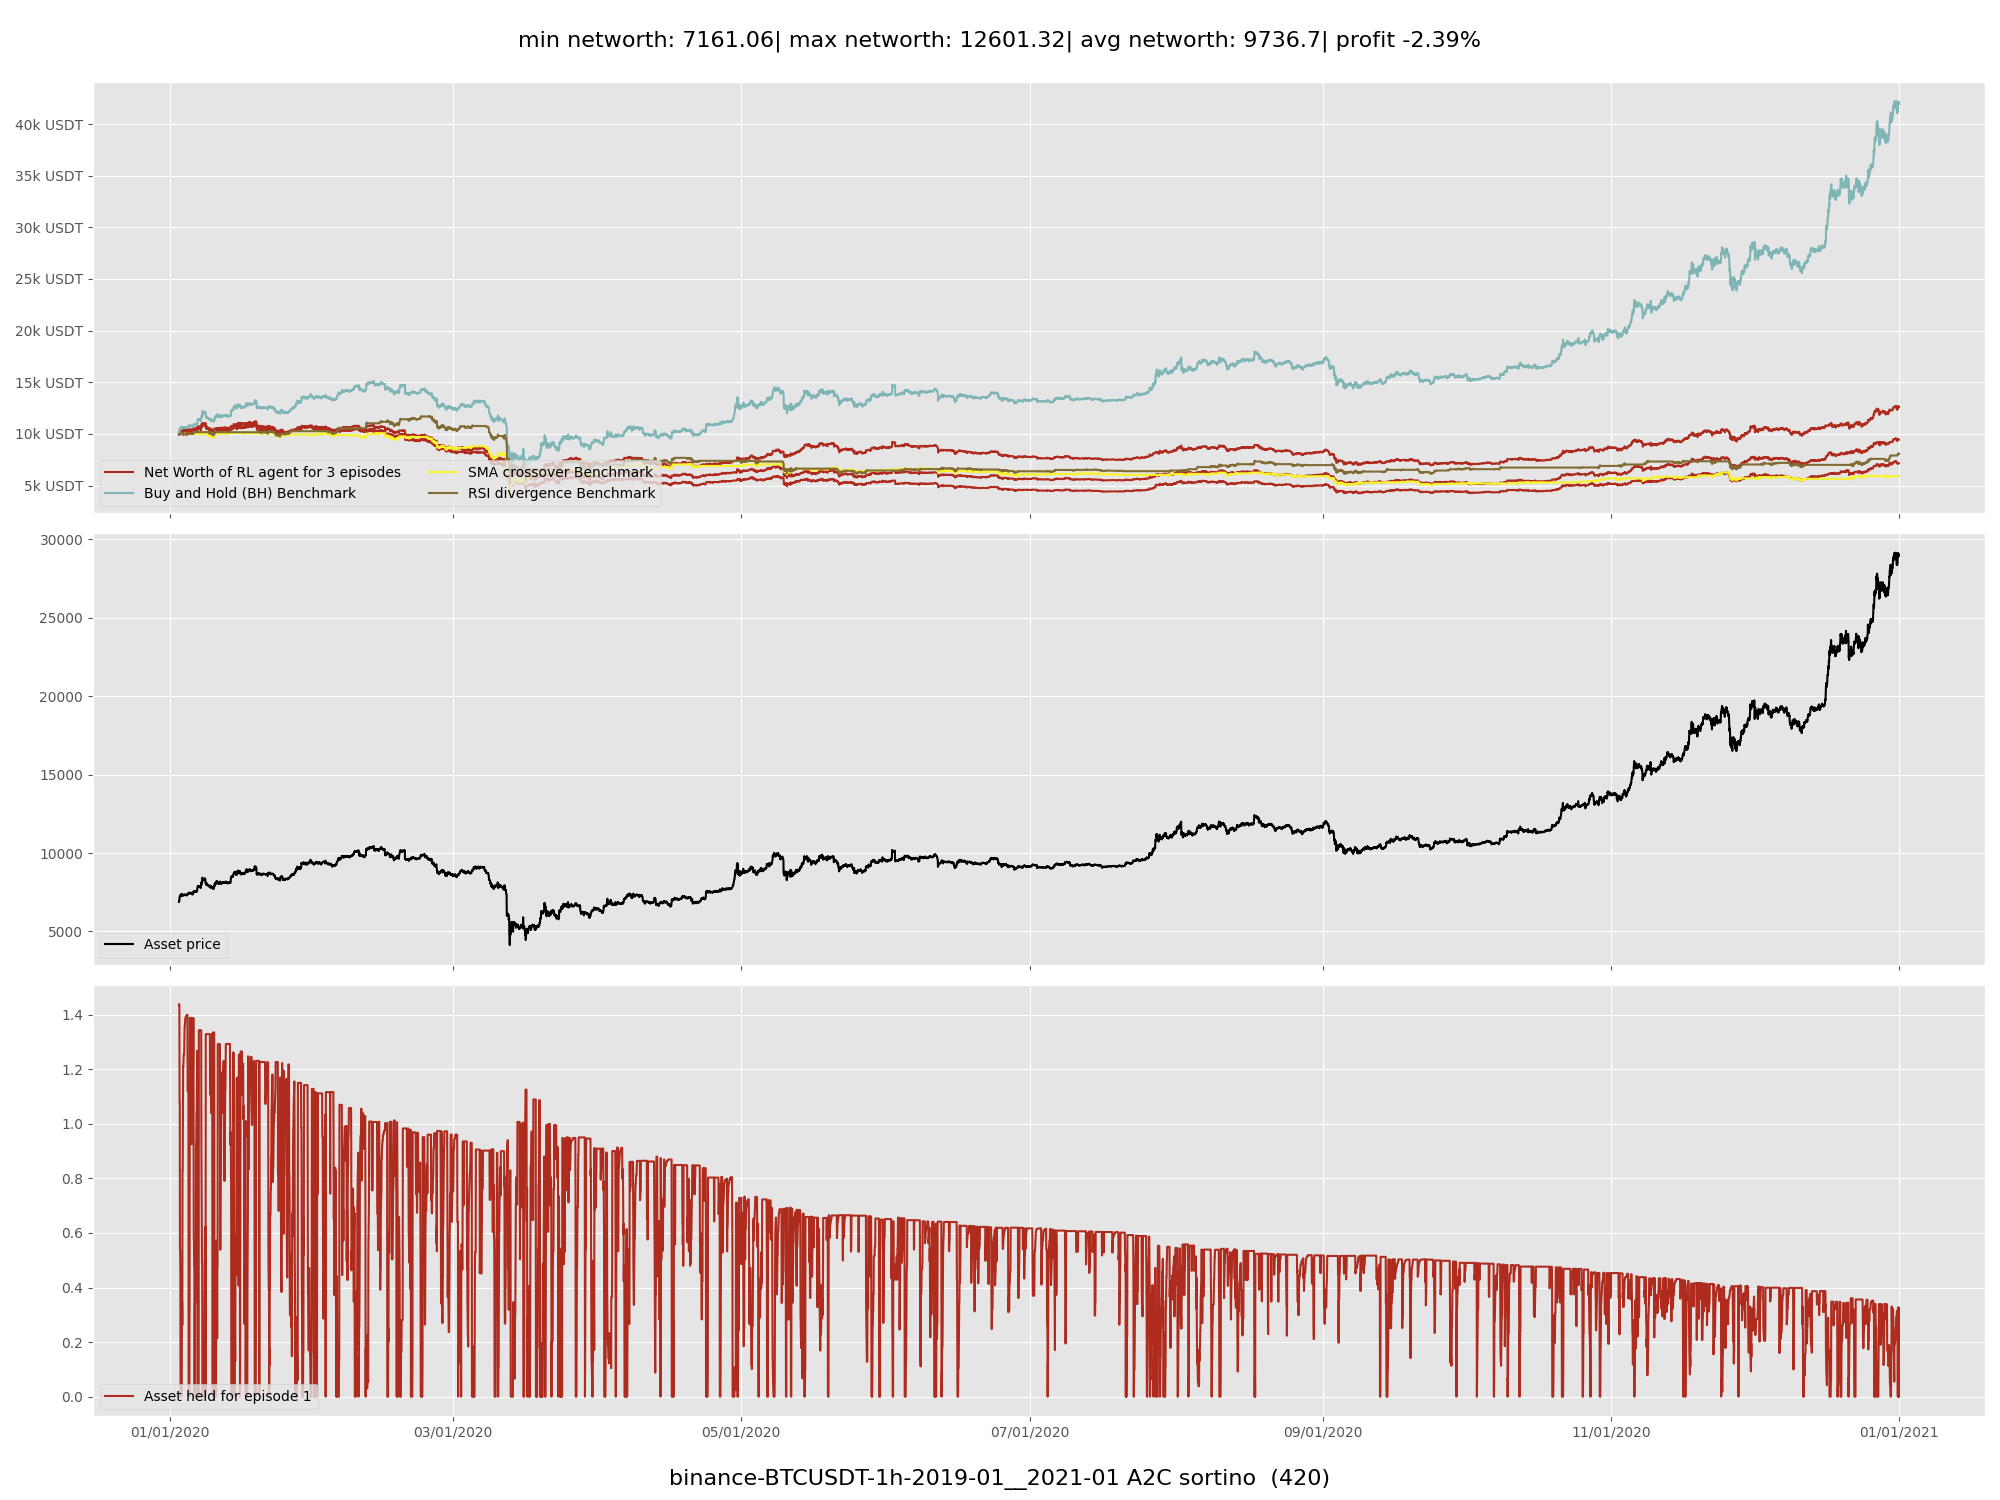 min networth: 7161.06| max networth: 12601.32| avg networth: 9736.7| profit -2.39%
40k USDT
35k USDT
30k USDT
25k USDT
20k USDT
15k USDT
10k USDT
5k USDT
Net Worth of RL agent for 3 episodes
Buy and Hold (BH) Benchmark
SMA crossover Benchmark
RSI divergence Benchmark
30000
25000
20000
15000
10000
5000
Asset price
1.4
1.2
1.0
0.8
0.6
0.4
0.2
0.0
Asset held for episode 1
01/01/2020
03/01/2020
05/01/2020
07/01/2020
09/01/2020
11/01/2020
01/01/2021
binance-BTCUSDT-1h-2019-01__2021-01 A2C sortino (420)